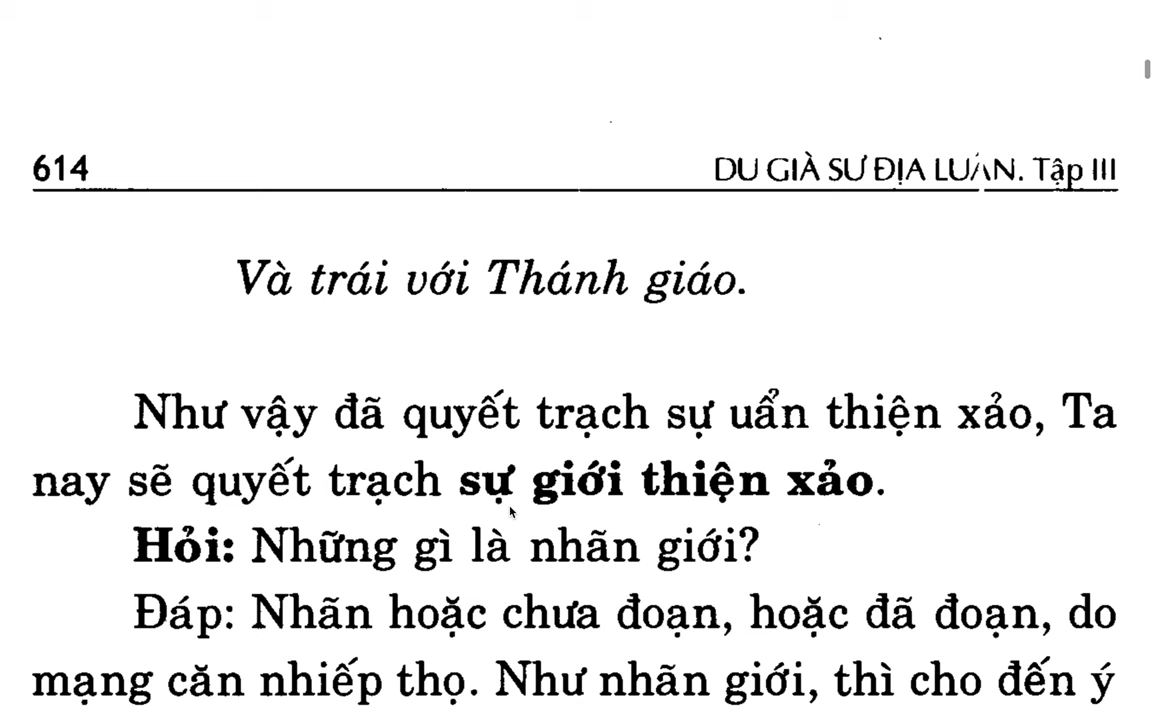 614 DU GIÀ SƯ ĐỊA LUẬN. Tập III
Và trái với Thánh giáo.
Như vậy đã quyết trạch sự uẩn thiện xảo, Ta
nay sẽ quyết trạch sự giới thiện xảo.
Hỏi: Những gì là nhãn giới?
Đáp: Nhãn hoặc chưa đoạn, hoặc đã đoạn, do
mạng căn nhiếp thọ. Như nhãn giới, thì cho đến ý